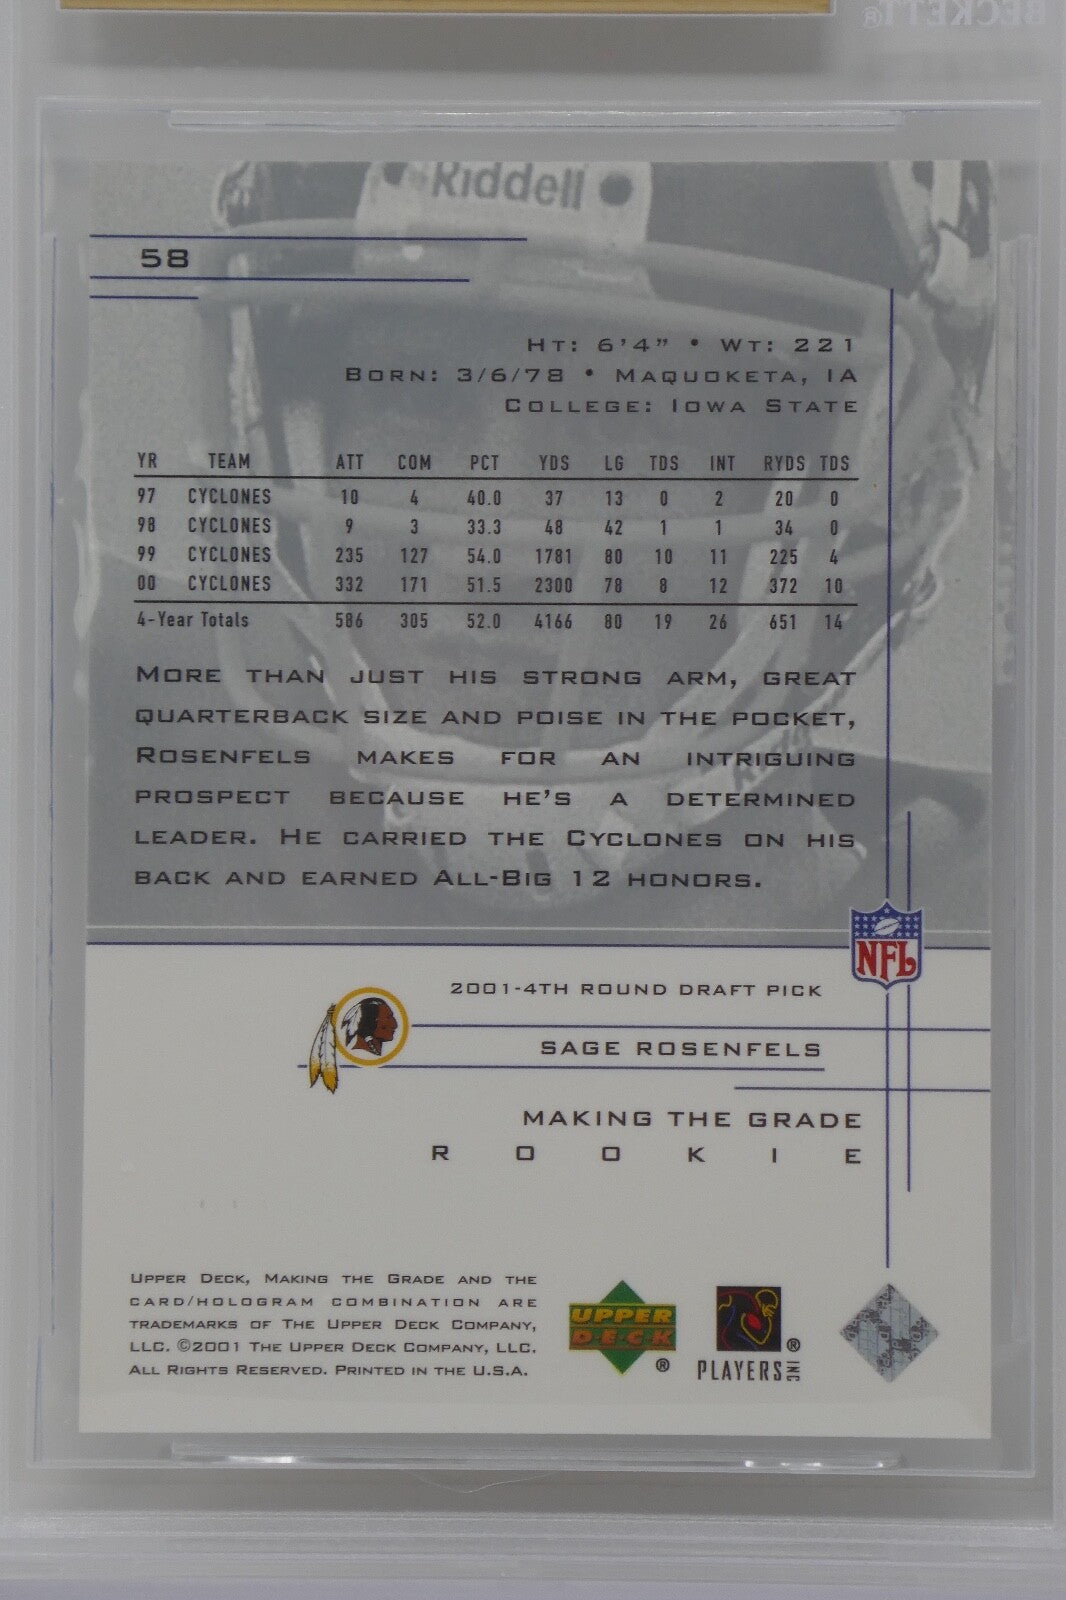 BECKETT®
Riddell
58
HT: 6'4" • WT: 221
BORN: 3/6/78 • MAQUOKETA, IA
COLLEGE: IOWA STATE
YR TEAM ATT COM PCT YDS LG TDS INT RYDS TDS
97 CYCLONES 10 4 40.0 37 13 0 2 20 0
98 CYCLONES 9 3 33.3 48 42 1 1 34 0
99 CYCLONES 235 127 54.0 1781 80 10 11 225 4
00 CYCLONES 332 171 51.5 2300 78 8 12 372 10
4-Year Totals 586 305 52.0 4166 80 19 26 651 14
MORE THAN JUST HIS STRONG ARM, GREAT
QUARTERBACK SIZE AND POISE IN THE POCKET,
ROSENFELS MAKES FOR AN INTRIGUING
PROSPECT BECAUSE HE'S A DETERMINED
LEADER. HE CARRIED THE CYCLONES ON HIS
BACK AND EARNED ALL-BIG 12 HONORS.
NFL
2001-4TH ROUND DRAFT PICK
SAGE ROSENFELS
MAKING THE GRADE
ROOKIE
UPPER DECK, MAKING THE GRADE AND THE
CARD/HOLOGRAM COMBINATION ARE
TRADEMARKS OF THE UPPER DECK COMPANY,
LLC. ©2001 THE UPPER DECK COMPANY, LLC.
ALL RIGHTS RESERVED. PRINTED IN THE U.S.A.
UPPER
DECK
®
®
PLAYERS INC